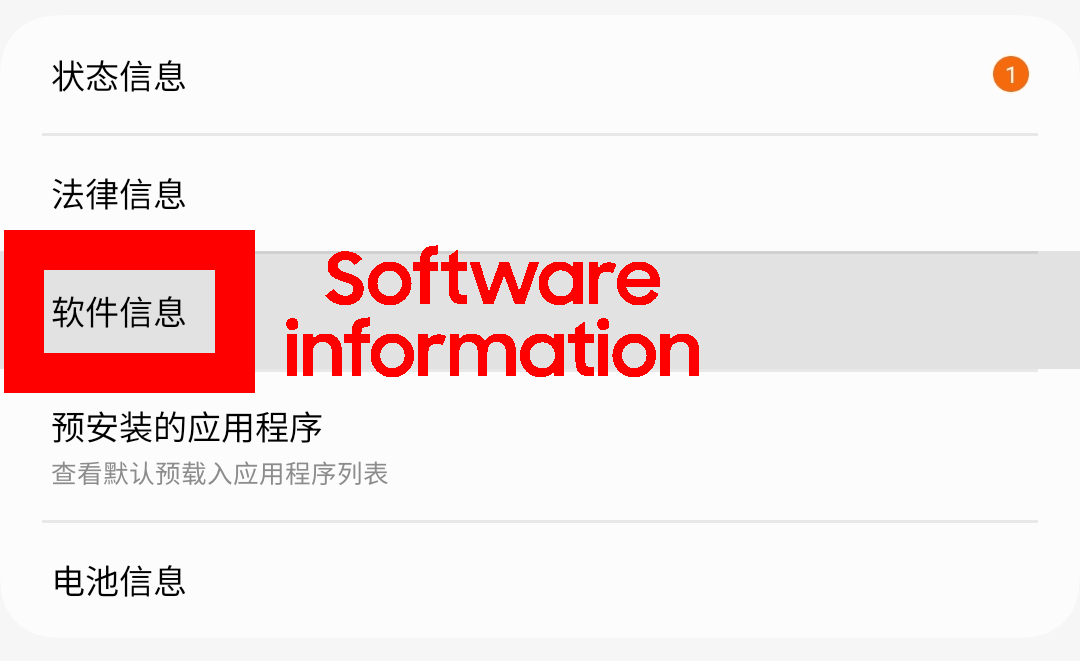 状态信息
1
法律信息
软件信息
Software
information
预安装的应用程序
查看默认预载入应用程序列表
电池信息